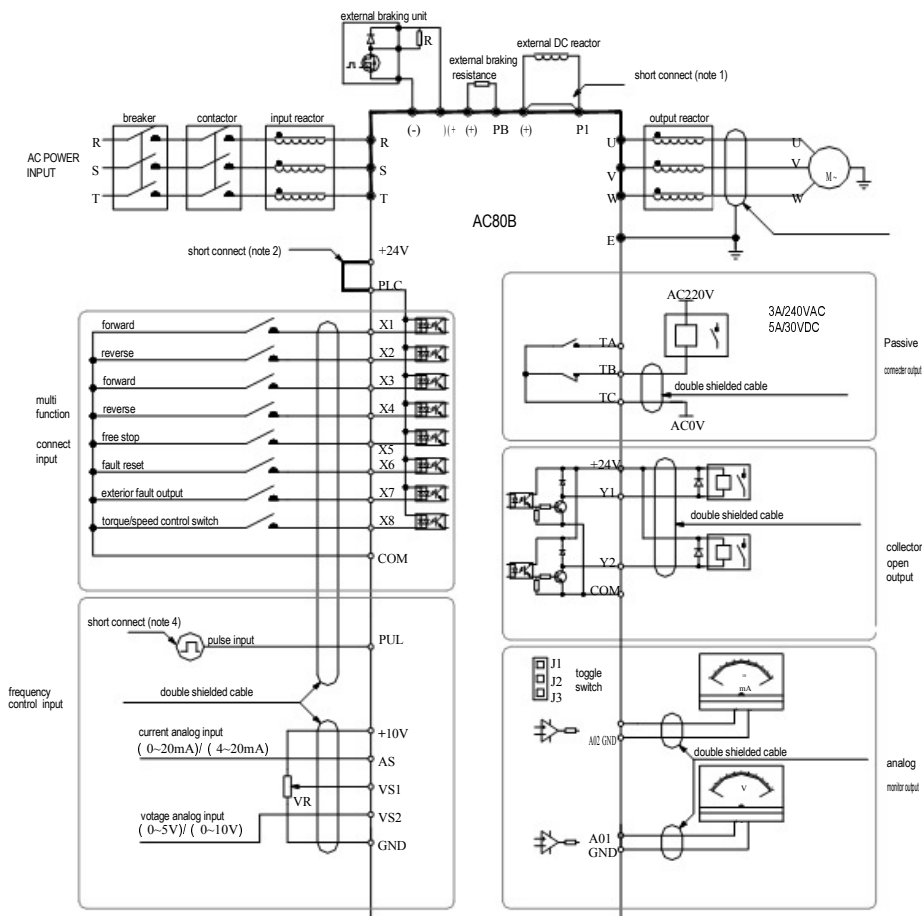 external braking unit
R
external braking
resistance
external DC reactor
short connect (note 1)
(-)
)(+
(+)
PB
(+)
P1
breaker
contactor
input reactor
output reactor
AC POWER
INPUT
R
S
T
R
S
T
U
V
W
U
V
W
M~
E
AC80B
short connect (note 2)
+24V
PLC
multi
function
connect
input
forward
X1
reverse
X2
forward
X3
reverse
X4
free stop
X5
fault reset
X6
exterior fault output
X7
torque/speed control switch
X8
COM
short connect (note 4)
pulse input
PUL
frequency
control input
double shielded cable
current analog input
( 0~20mA)/ ( 4~20mA)
+10V
AS
VR
VS1
votage analog input
( 0~5V)/ ( 0~10V)
VS2
GND
AC220V
3A/240VAC
5A/30VDC
TA
TB
TC
double shielded cable
AC0V
Passive
+24V
Y1
double shielded cable
Y2
COM
collector
open
output
J1
J2
J3
toggle
switch
mA
A02 GND
double shielded cable
V
A01
GND
analog
monitor output